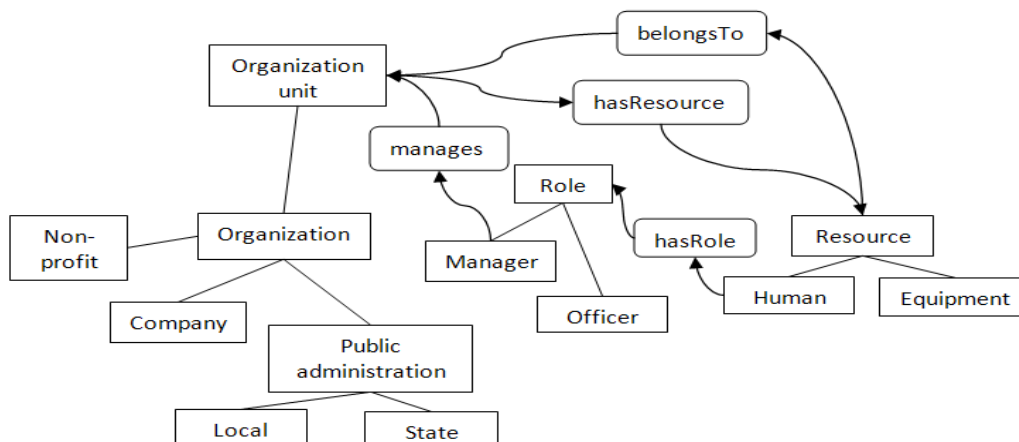 belongsTo
Organization
unit
hasResource
manages
Role
Non-
profit
Organization
hasRole
Resource
Manager
Human
Equipment
Company
Officer
Public
administration
Local
State